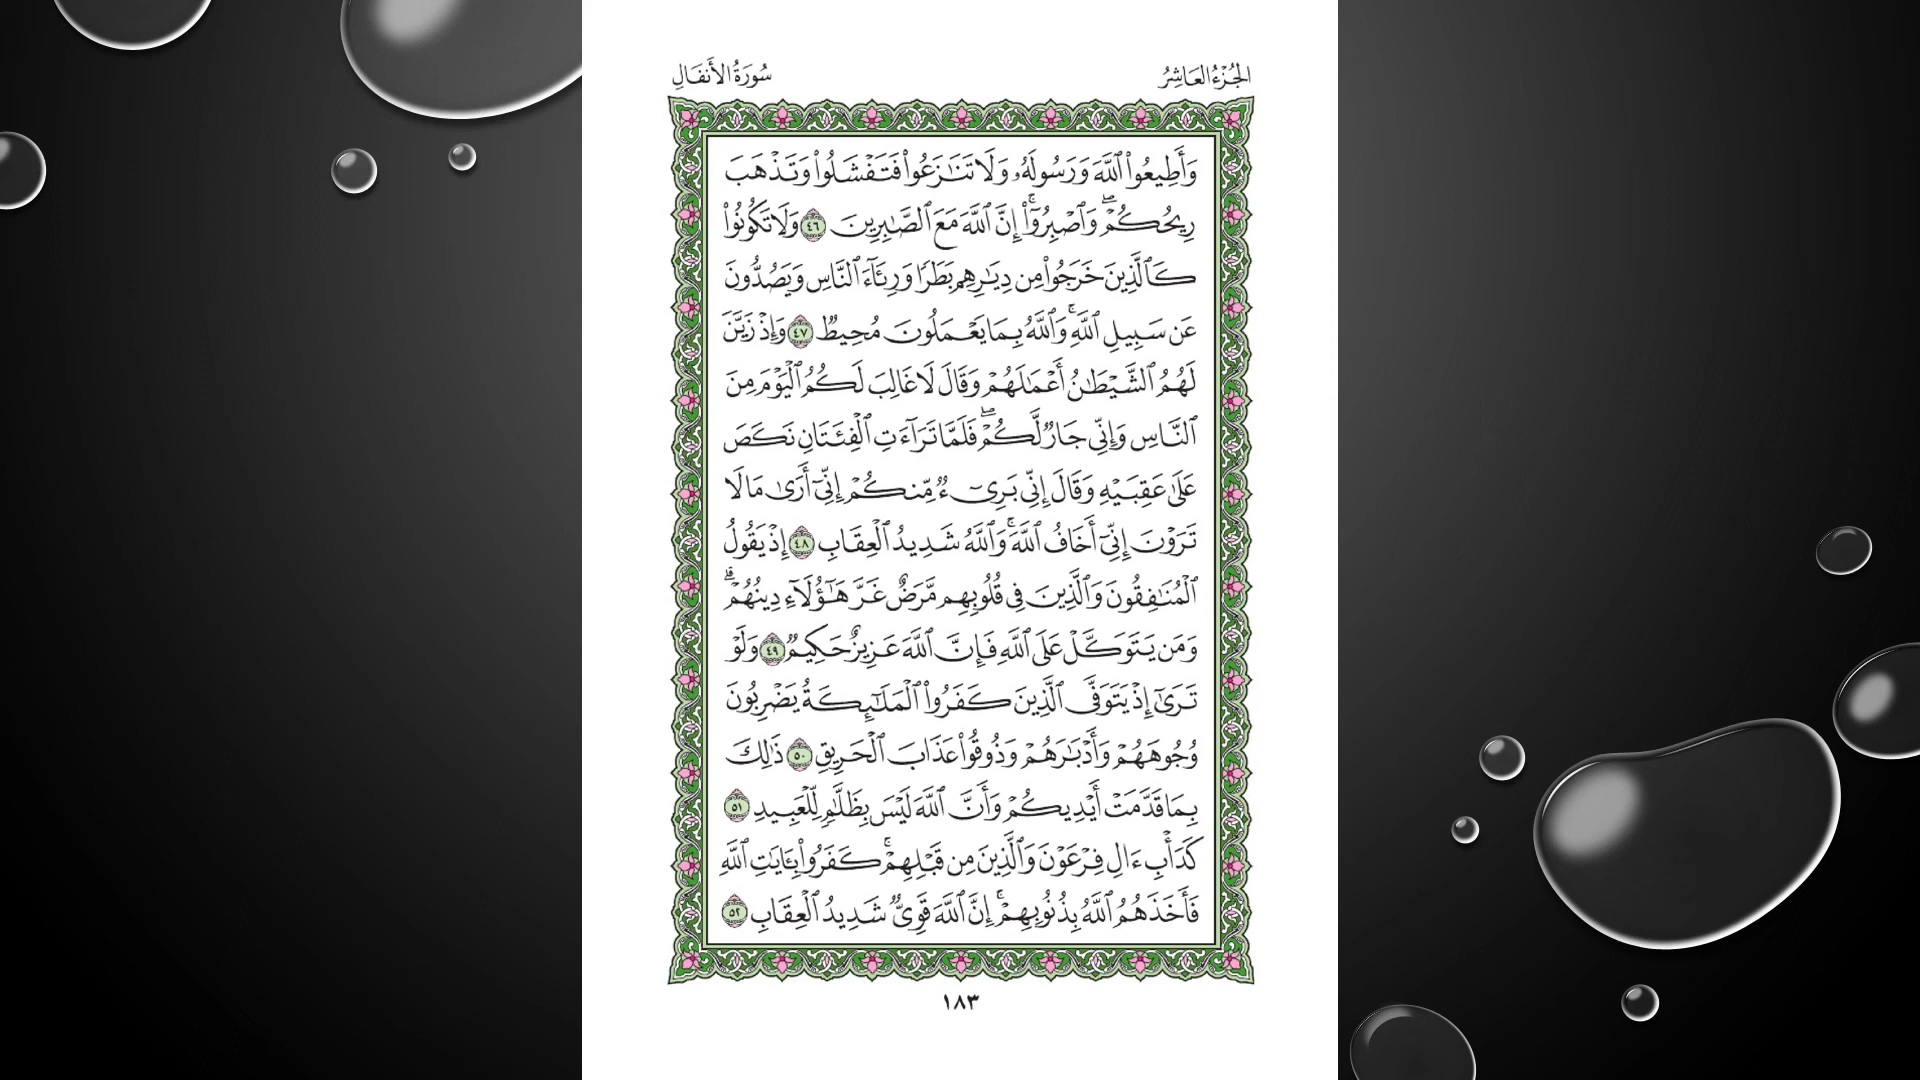 الجُزْءُ العَاشِرُ
سُورَةُ الأَنفَالِ
وَأَطِيعُوا۟ ٱللَّهَ وَرَسُولَهُۥ وَلَا تَنَٰزَعُوا۟ فَتَفْشَلُوا۟ وَتَذْهَبَ
رِيحُكُمْ ۖ وَٱصْبِرُوٓا۟ ۚ إِنَّ ٱللَّهَ مَعَ ٱلصَّٰبِرِينَ ٤٦ وَلَا تَكُونُوا۟
كَٱلَّذِينَ خَرَجُوا۟ مِن دِيَٰرِهِم بَطَرًا وَرِئَآءَ ٱلنَّاسِ وَيَصُدُّونَ
عَن سَبِيلِ ٱللَّهِ ۚ وَٱللَّهُ بِمَا يَعْمَلُونَ مُحِيطٌ ٤٧ وَإِذْ زَيَّنَ
لَهُمُ ٱلشَّيْطَٰنُ أَعْمَٰلَهُمْ وَقَالَ لَا غَالِبَ لَكُمُ ٱلْيَوْمَ مِنَ
ٱلنَّاسِ وَإِنِّى جَارٌ لَّكُمْ ۖ فَلَمَّا تَرَآءَتِ ٱلْفِئَتَانِ نَكَصَ
عَلَىٰ عَقِبَيْهِ وَقَالَ إِنِّى بَرِىٓءٌ مِّنكُمْ إِنِّىٓ أَرَىٰ مَا لَا
تَرَوْنَ إِنِّىٓ أَخَافُ ٱللَّهَ ۚ وَٱللَّهُ شَدِيدُ ٱلْعِقَابِ ٤٨ إِذْ يَقُولُ
ٱلْمُنَٰفِقُونَ وَٱلَّذِينَ فِى قُلُوبِهِم مَّرَضٌ غَرَّ هَٰٓؤُلَآءِ دِينُهُمْ ۗ
وَمَن يَتَوَكَّلْ عَلَى ٱللَّهِ فَإِنَّ ٱللَّهَ عَزِيزٌ حَكِيمٌ ٤٩ وَلَوْ
تَرَىٰٓ إِذْ يَتَوَفَّى ٱلَّذِينَ كَفَرُوا۟ ٱلْمَلَٰٓئِكَةُ يَضْرِبُونَ
وُجُوهَهُمْ وَأَدْبَٰرَهُمْ وَذُوقُوا۟ عَذَابَ ٱلْحَرِيقِ ٥٠ ذَٰلِكَ
بِمَا قَدَّمَتْ أَيْدِيكُمْ وَأَنَّ ٱللَّهَ لَيْسَ بِظَلَّٰمٍ لِّلْعَبِيدِ ٥١
كَدَأْبِ ءَالِ فِرْعَوْنَ وَٱلَّذِينَ مِن قَبْلِهِمْ ۚ كَفَرُوا۟ بِـَٔايَٰتِ ٱللَّهِ
فَأَخَذَهُمُ ٱللَّهُ بِذُنُوبِهِمْ ۚ إِنَّ ٱللَّهَ قَوِىٌّ شَدِيدُ ٱلْعِقَابِ ٥٢
١٨٣